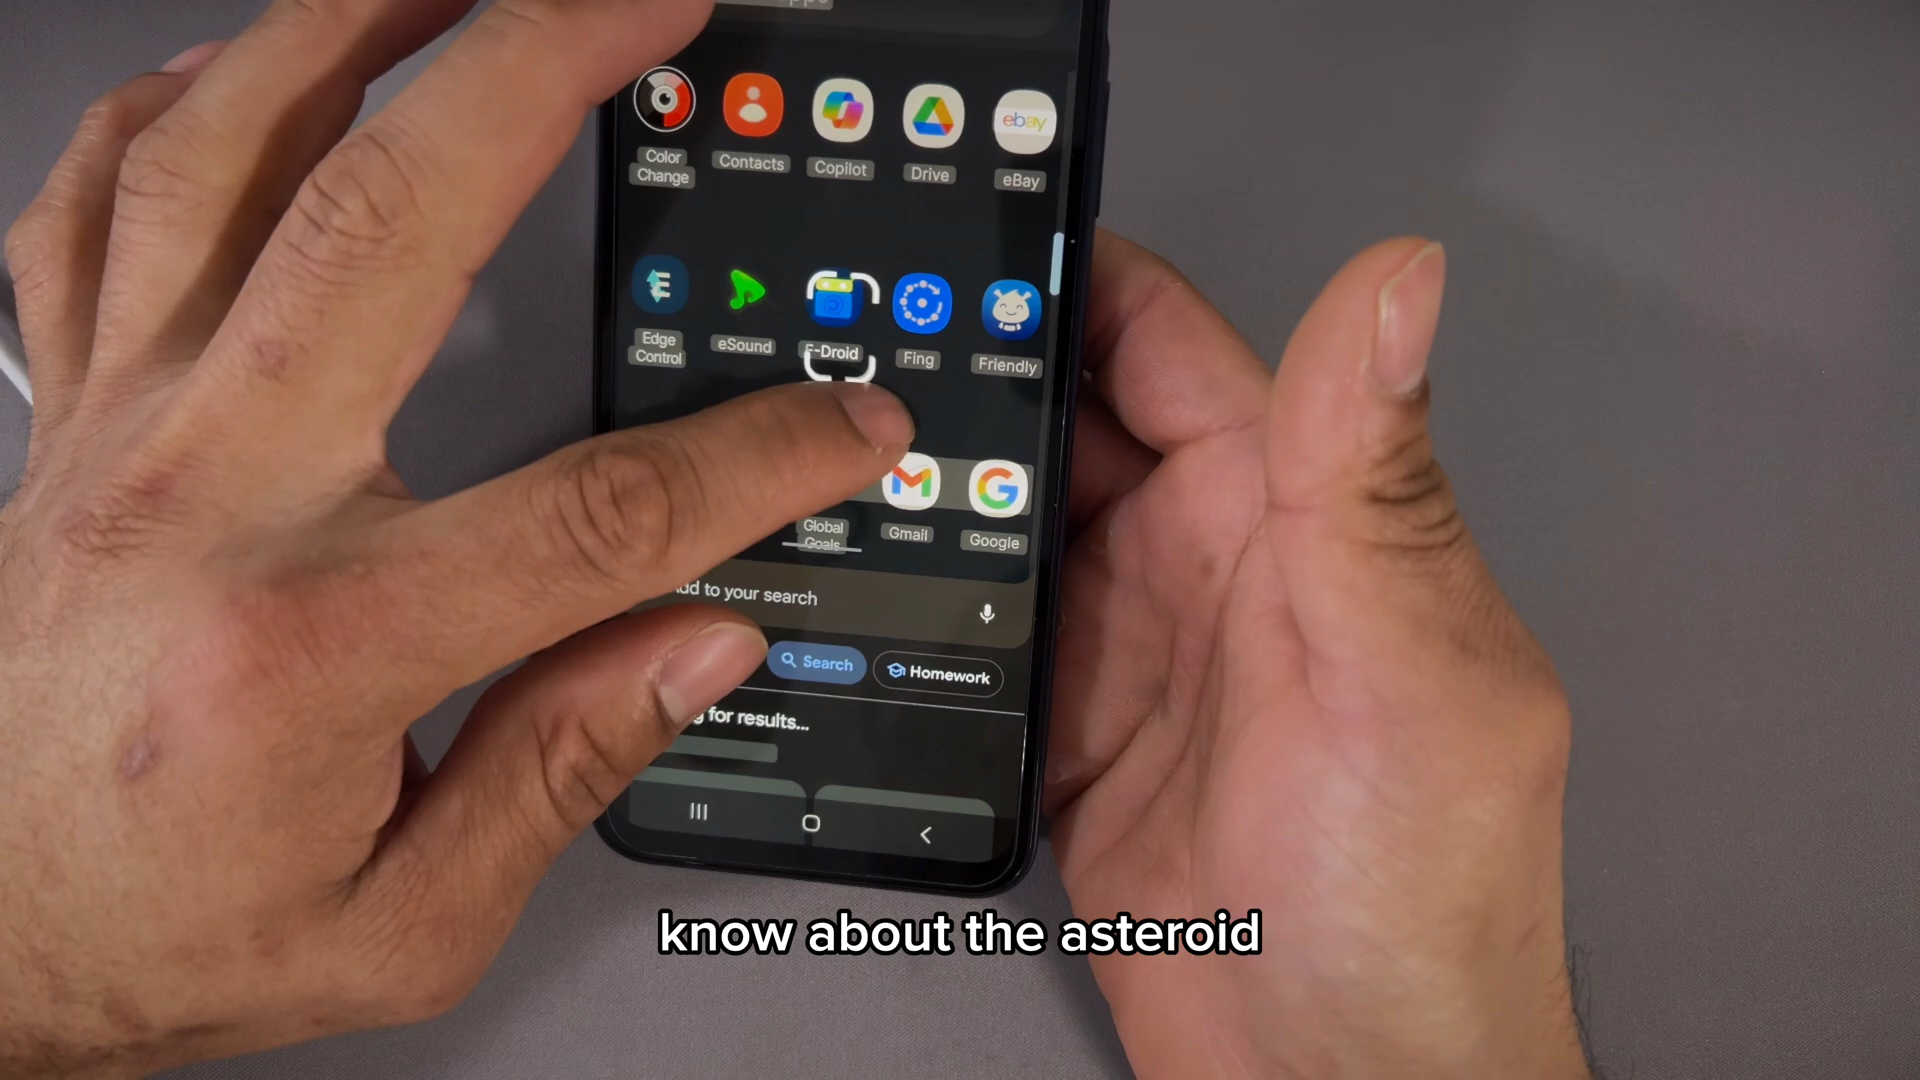 Color
Change
Contacts
Copilot
Drive
ebay
eBay
Edge
Control
eSound
F-Droid
Fing
Friendly
Global
Goals
Gmail
Google
to your search
Search
Homework
for results...
know about the asteroid